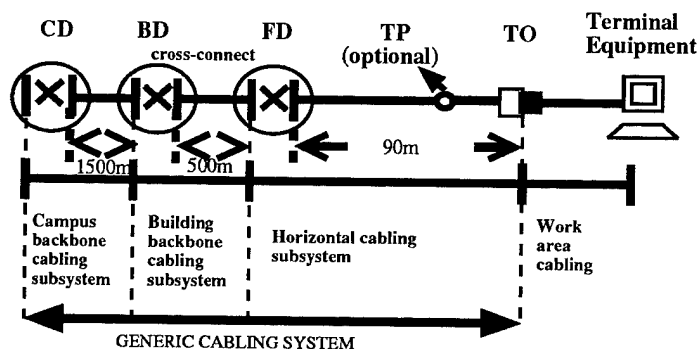 CD BD FD TP TO Terminal
cross-connect (optional) Equipment
1500m 500m 90m
Campus
backbone
cabling
subsystem
Building
backbone
cabling
subsystem
Horizontal cabling
subsystem
Work
area
cabling
GENERIC CABLING SYSTEM